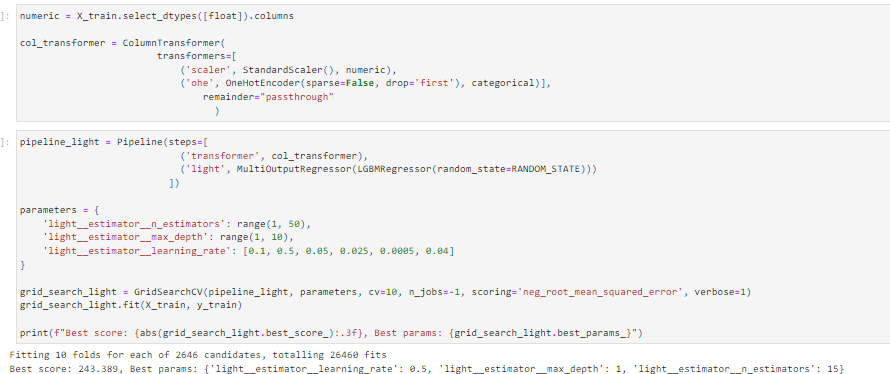 ]: numeric = X_train.select_dtypes([float]).columns
col_transformer = ColumnTransformer(
transformers=[
('scaler', StandardScaler(), numeric),
('ohe', OneHotEncoder(sparse=False, drop='first'), categorical)],
remainder="passthrough"
)
]: pipeline_light = Pipeline(steps=[
('transformer', col_transformer),
('light', MultiOutputRegressor(LGBMRegressor(random_state=RANDOM_STATE)))
])
parameters = {
'light__estimator__n_estimators': range(1, 50),
'light__estimator__max_depth': range(1, 10),
'light__estimator__learning_rate': [0.1, 0.5, 0.05, 0.025, 0.0005, 0.04]
}
grid_search_light = GridSearchCV(pipeline_light, parameters, cv=10, n_jobs=-1, scoring='neg_root_mean_squared_error', verbose=1)
grid_search_light.fit(X_train, y_train)
print(f"Best score: {abs(grid_search_light.best_score_):.3f}, Best params: {grid_search_light.best_params_}")
Fitting 10 folds for each of 2646 candidates, totalling 26460 fits
Best score: 243.389, Best params: {'light__estimator__learning_rate': 0.5, 'light__estimator__max_depth': 1, 'light__estimator__n_estimators': 15}